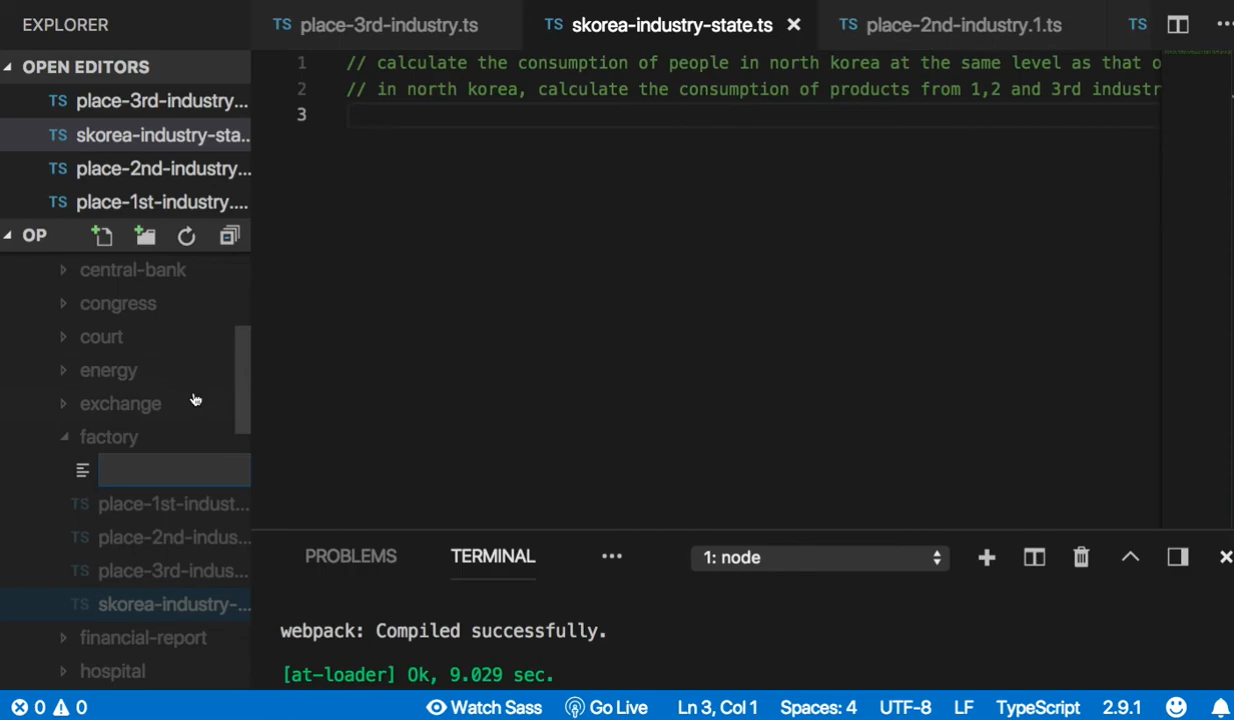 EXPLORER
TS place-3rd-industry.ts
TS skorea-industry-state.ts
TS place-2nd-industry.1.ts
TS
OPEN EDITORS
TS place-3rd-industry...
TS skorea-industry-sta...
TS place-2nd-industry...
TS place-1st-industry....
OP
central-bank
congress
court
energy
exchange
factory
TS place-1st-indust...
TS place-2nd-indus...
TS place-3rd-indus...
TS skorea-industry-...
financial-report
hospital
1 // calculate the consumption of people in north korea at the same level as that o
2 // in north korea, calculate the consumption of products from 1,2 and 3rd industr
3
PROBLEMS TERMINAL ... 1: node
webpack: Compiled successfully.
[at-loader] Ok, 9.029 sec.
0 0 Watch Sass Go Live Ln 3, Col 1 Spaces: 4 UTF-8 LF TypeScript 2.9.1